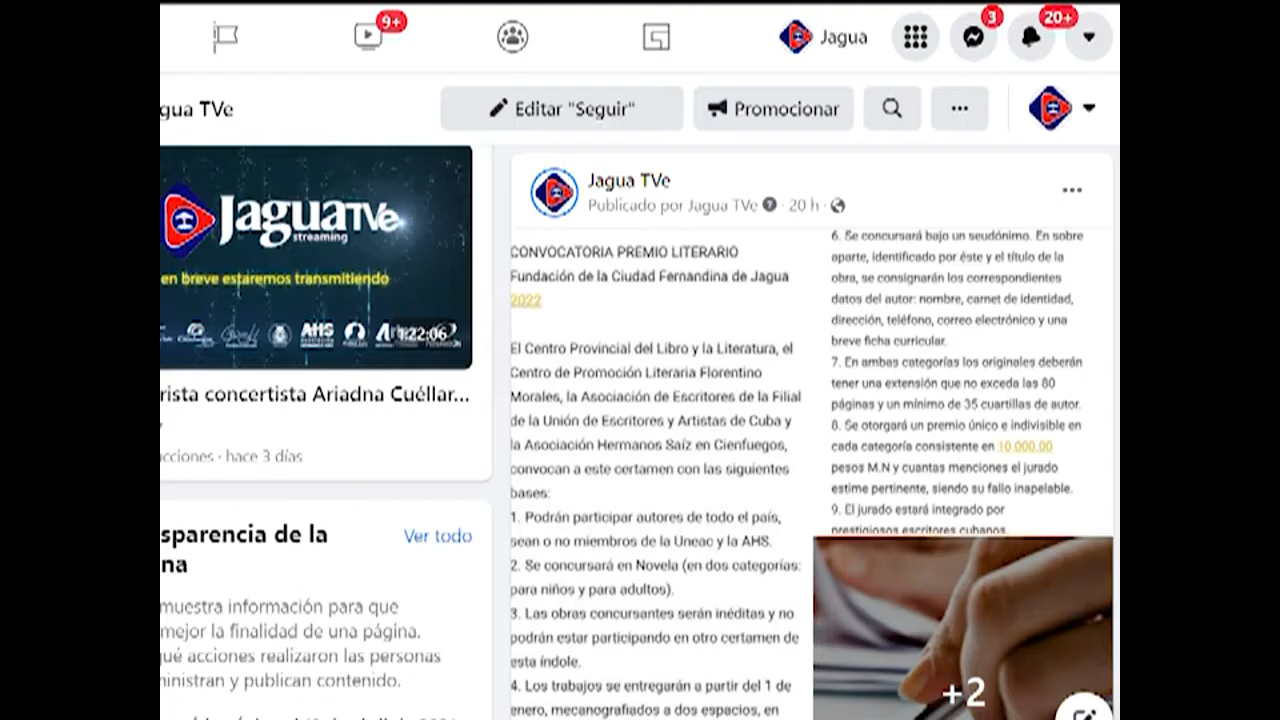 9+
Jagua
3
20+
gua TVe
Editar "Seguir"
Promocionar
JaguaTVe
streaming
en breve estaremos transmitiendo
AHS
1:22:06
rista concertista Ariadna Cuéllar...
cciones · hace 3 días
sparencia de la
na
Ver todo
muestra información para que
mejor la finalidad de una página.
qué acciones realizaron las personas
ministran y publican contenido.
Jagua TVe
Publicado por Jagua TVe · 20 h ·
CONVOCATORIA PREMIO LITERARIO
Fundación de la Ciudad Fernandina de Jagua
2022
El Centro Provincial del Libro y la Literatura, el
Centro de Promoción Literaria Florentino
Morales, la Asociación de Escritores de la Filial
de la Unión de Escritores y Artistas de Cuba y
la Asociación Hermanos Saíz en Cienfuegos,
convocan a este certamen con las siguientes
bases:
1. Podrán participar autores de todo el país,
sean o no miembros de la Uneac y la AHS.
2. Se concursará en Novela (en dos categorías:
para niños y para adultos).
3. Las obras concursantes serán inéditas y no
podrán estar participando en otro certamen de
esta índole.
4. Los trabajos se entregarán a partir del 1 de
enero, mecanografiados a dos espacios, en
6. Se concursará bajo un seudónimo. En sobre
aparte, identificado por éste y el título de la
obra, se consignarán los correspondientes
datos del autor: nombre, carnet de identidad,
dirección, teléfono, correo electrónico y una
breve ficha curricular.
7. En ambas categorías los originales deberán
tener una extensión que no exceda las 80
páginas y un mínimo de 35 cuartillas de autor.
8. Se otorgará un premio único e indivisible en
cada categoría consistente en 10 000.00
pesos M.N y cuantas menciones el jurado
estime pertinente, siendo su fallo inapelable.
9. El jurado estará integrado por
prestigiosos escritores cubanos
+2